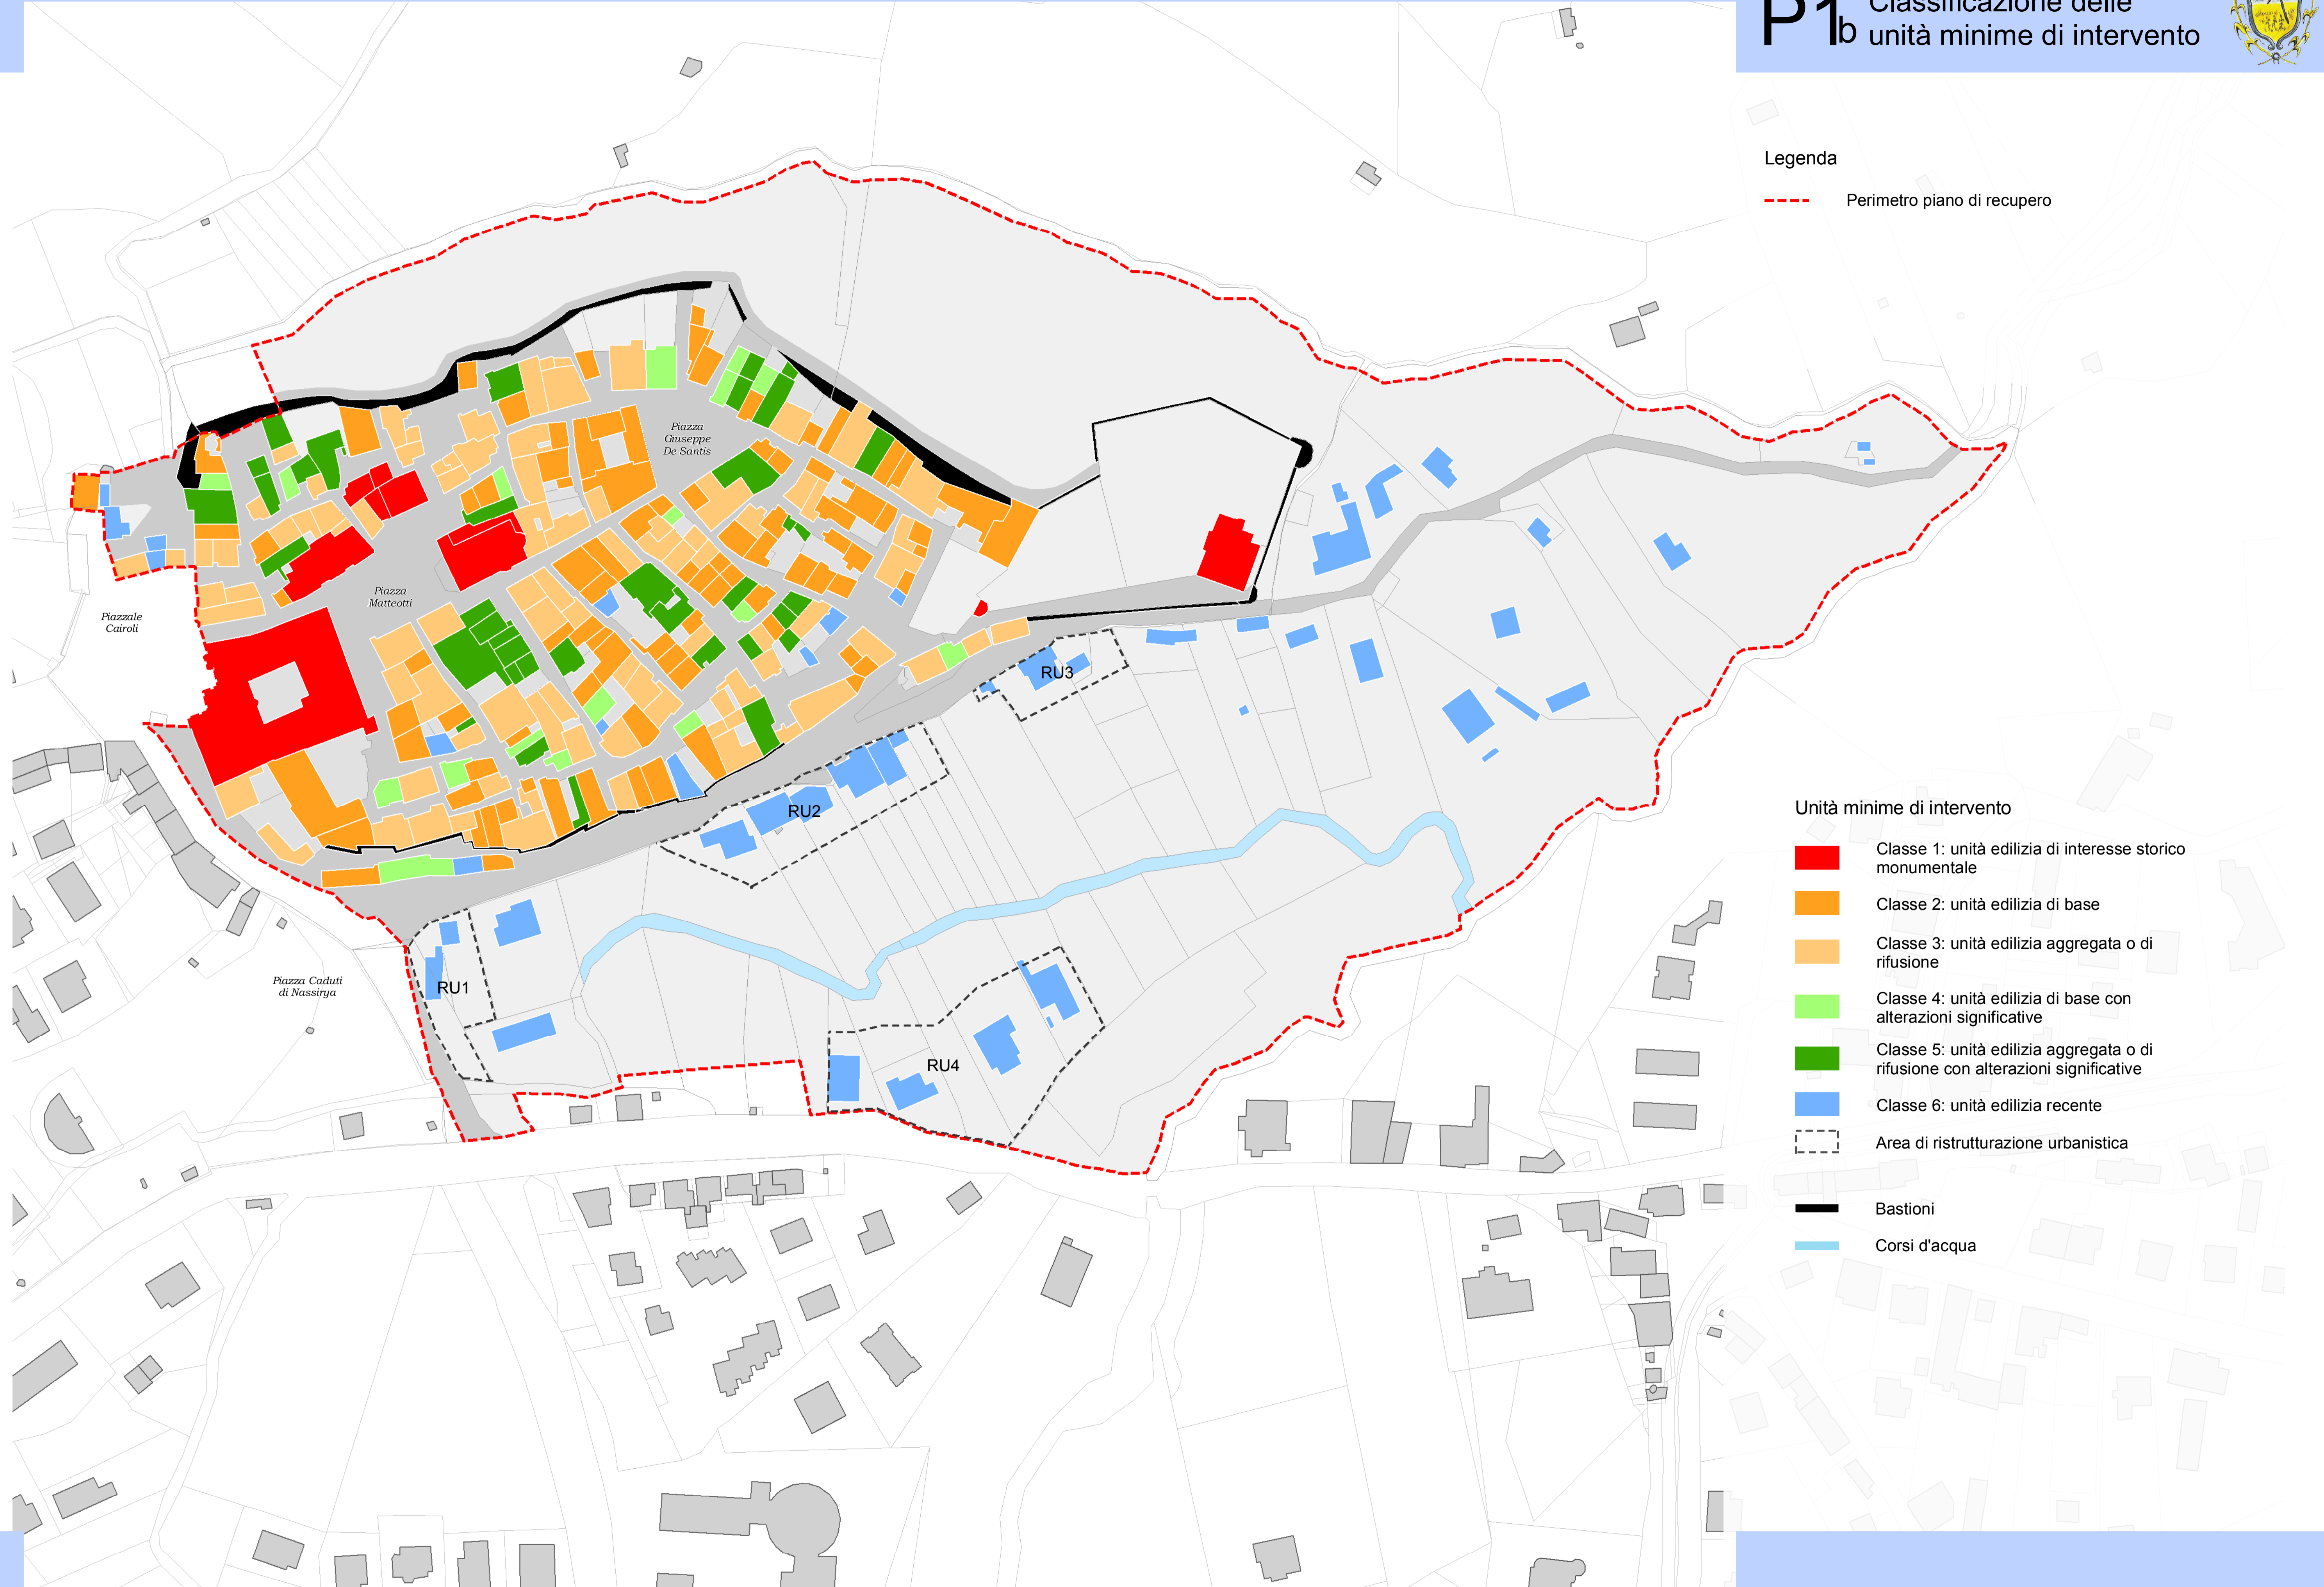 P1b
Classificazione delle
unità minime di intervento
Legenda
Perimetro piano di recupero
Piazza
Giuseppe
De Santis
Piazza
Matteotti
Piazzale
Cairoli
RU3
RU2
RU1
Piazza Caduti
di Nassirya
RU4
Unità minime di intervento
Classe 1: unità edilizia di interesse storico
monumentale
Classe 2: unità edilizia di base
Classe 3: unità edilizia aggregata o di
rifusione
Classe 4: unità edilizia di base con
alterazioni significative
Classe 5: unità edilizia aggregata o di
rifusione con alterazioni significative
Classe 6: unità edilizia recente
Area di ristrutturazione urbanistica
Bastioni
Corsi d'acqua